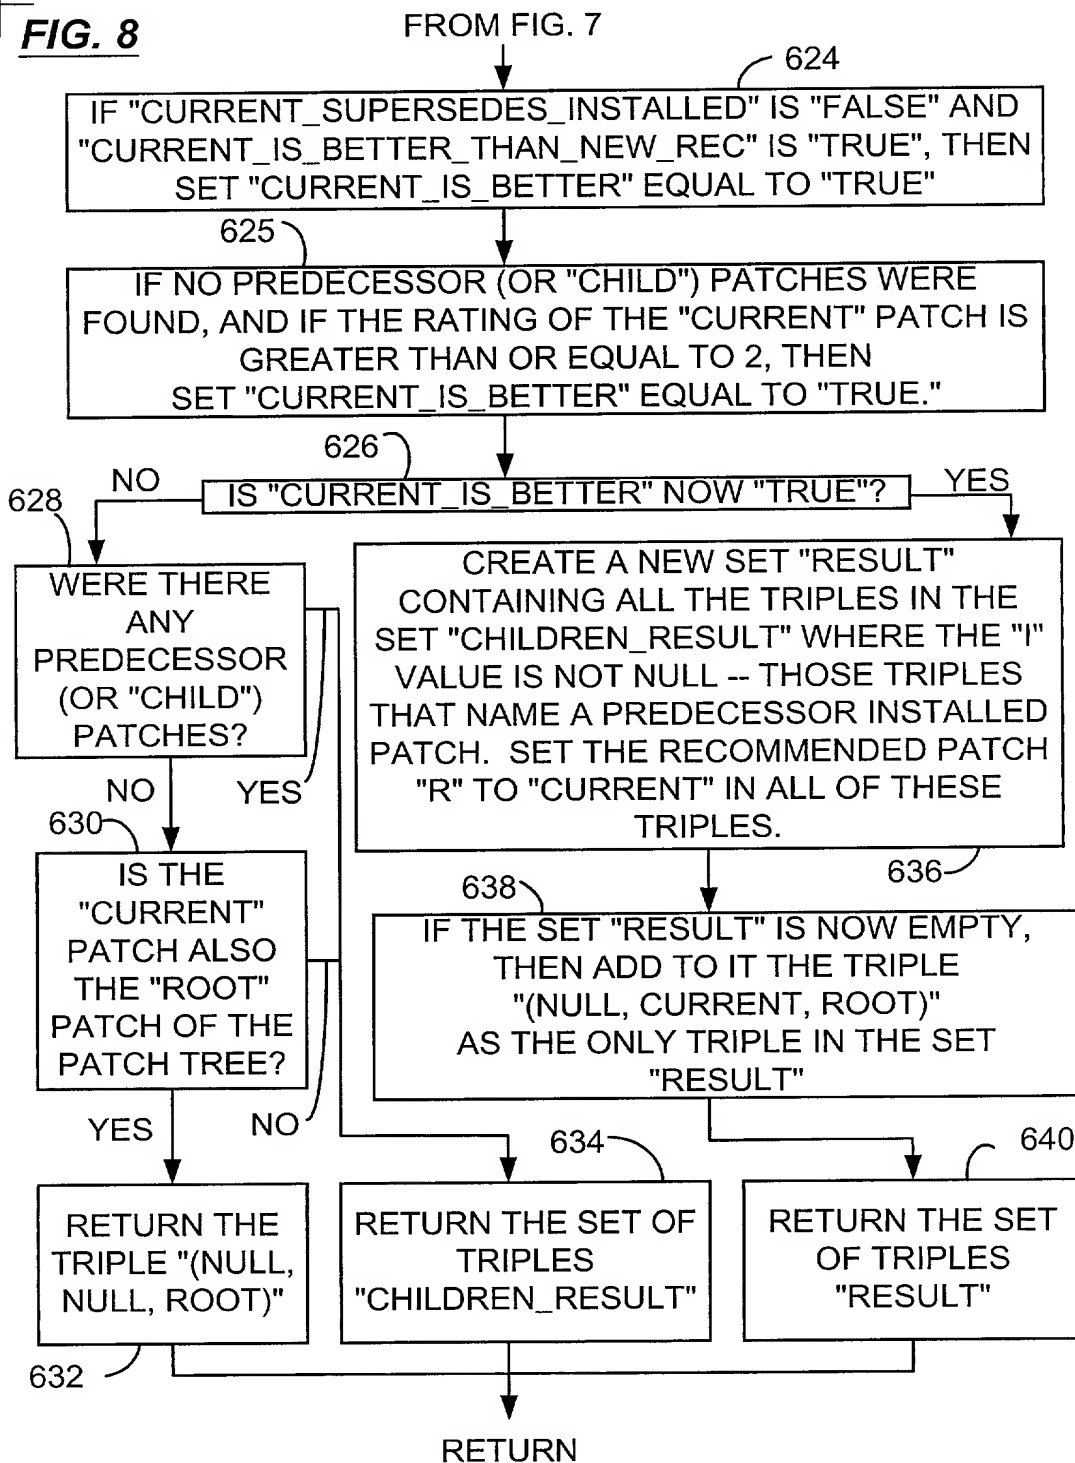 FIG. 8
FROM FIG. 7
624
IF "CURRENT_SUPERSEDES_INSTALLED" IS "FALSE" AND
"CURRENT_IS_BETTER_THAN_NEW_REC" IS "TRUE", THEN
SET "CURRENT_IS_BETTER" EQUAL TO "TRUE"
625
IF NO PREDECESSOR (OR "CHILD") PATCHES WERE
FOUND, AND IF THE RATING OF THE "CURRENT" PATCH IS
GREATER THAN OR EQUAL TO 2, THEN
SET "CURRENT_IS_BETTER" EQUAL TO "TRUE."
626
NO
IS "CURRENT_IS_BETTER" NOW "TRUE"?
YES
628
WERE THERE
ANY
PREDECESSOR
(OR "CHILD")
PATCHES?
NO
YES
CREATE A NEW SET "RESULT"
CONTAINING ALL THE TRIPLES IN THE
SET "CHILDREN_RESULT" WHERE THE "I"
VALUE IS NOT NULL -- THOSE TRIPLES
THAT NAME A PREDECESSOR INSTALLED
PATCH. SET THE RECOMMENDED PATCH
"R" TO "CURRENT" IN ALL OF THESE
TRIPLES.
636
630
IS THE
"CURRENT"
PATCH ALSO
THE "ROOT"
PATCH OF THE
PATCH TREE?
YES
NO
638
IF THE SET "RESULT" IS NOW EMPTY,
THEN ADD TO IT THE TRIPLE
"(NULL, CURRENT, ROOT)"
AS THE ONLY TRIPLE IN THE SET
"RESULT"
632
RETURN THE
TRIPLE "(NULL,
NULL, ROOT)"
634
RETURN THE SET OF
TRIPLES
"CHILDREN_RESULT"
640
RETURN THE SET
OF TRIPLES
"RESULT"
RETURN